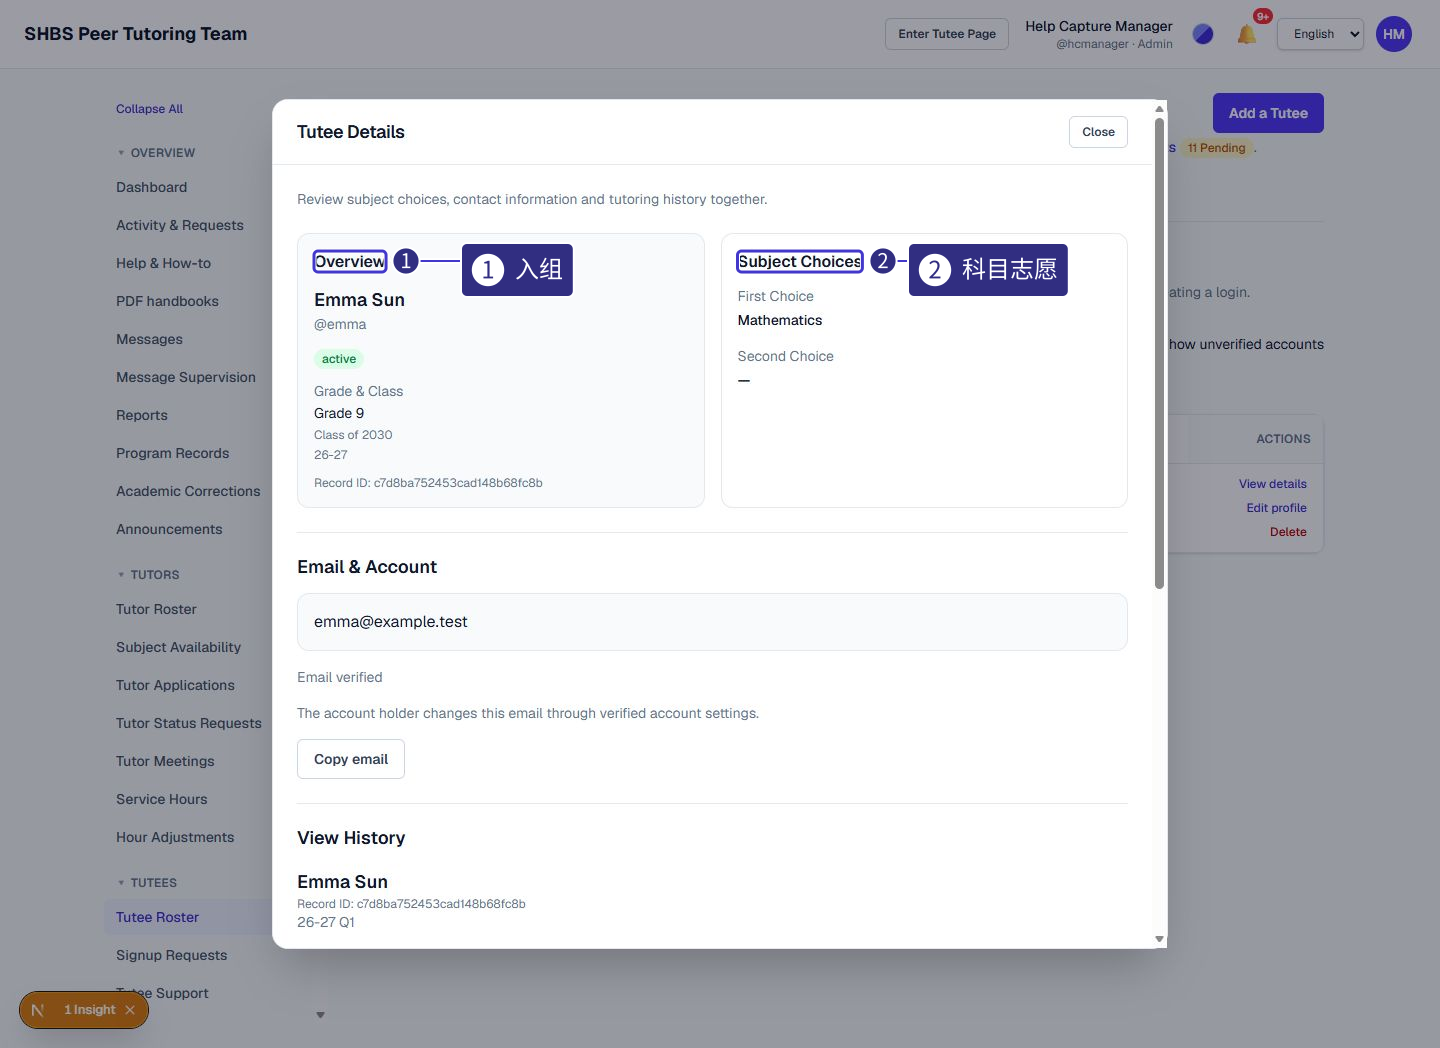 SHBS Peer Tutoring Team
Enter Tutee Page
Help Capture Manager
@hcmanager · Admin
9+
English
HM
Collapse All
OVERVIEW
Dashboard
Activity & Requests
Help & How-to
PDF handbooks
Messages
Message Supervision
Reports
Program Records
Academic Corrections
Announcements
TUTORS
Tutor Roster
Subject Availability
Tutor Applications
Tutor Status Requests
Tutor Meetings
Service Hours
Hour Adjustments
TUTEES
Tutee Roster
Signup Requests
Tutee Support
1 Insight
Tutee Details
Close
Review subject choices, contact information and tutoring history together.
Overview 1 1 入组
Emma Sun
@emma
active
Grade & Class
Grade 9
Class of 2030
26-27
Record ID: c7d8ba752453cad148b68fc8b
Subject Choices 2 2 科目志愿
First Choice
Mathematics
Second Choice
—
Email & Account
emma@example.test
Email verified
The account holder changes this email through verified account settings.
Copy email
View History
Emma Sun
Record ID: c7d8ba752453cad148b68fc8b
26-27 Q1
Add a Tutee
s 11 Pending .
ating a login.
how unverified accounts
ACTIONS
View details
Edit profile
Delete